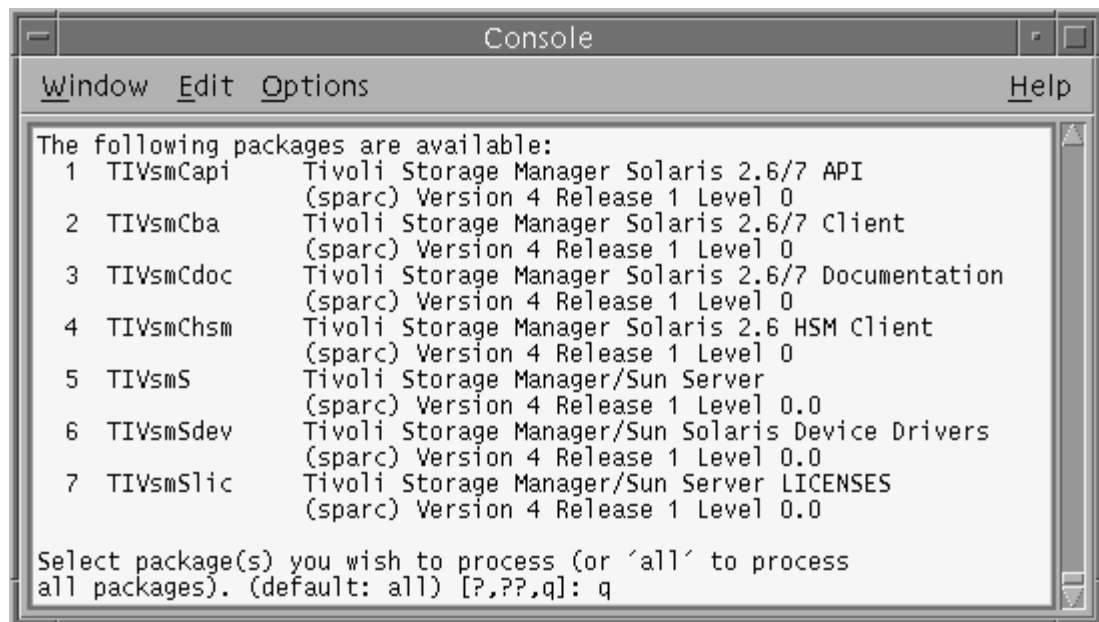 Console
Window Edit Options Help
The following packages are available:
1 TIVsmCapi Tivoli Storage Manager Solaris 2.6/7 API
(sparc) Version 4 Release 1 Level 0
2 TIVsmCba Tivoli Storage Manager Solaris 2.6/7 Client
(sparc) Version 4 Release 1 Level 0
3 TIVsmCdoc Tivoli Storage Manager Solaris 2.6/7 Documentation
(sparc) Version 4 Release 1 Level 0
4 TIVsmChsm Tivoli Storage Manager Solaris 2.6 HSM Client
(sparc) Version 4 Release 1 Level 0
5 TIVsmS Tivoli Storage Manager/Sun Server
(sparc) Version 4 Release 1 Level 0.0
6 TIVsmSdev Tivoli Storage Manager/Sun Solaris Device Drivers
(sparc) Version 4 Release 1 Level 0.0
7 TIVsmSlic Tivoli Storage Manager/Sun Server LICENSES
(sparc) Version 4 Release 1 Level 0.0
Select package(s) you wish to process (or ´all´ to process
all packages). (default: all) [?,??,q]: q